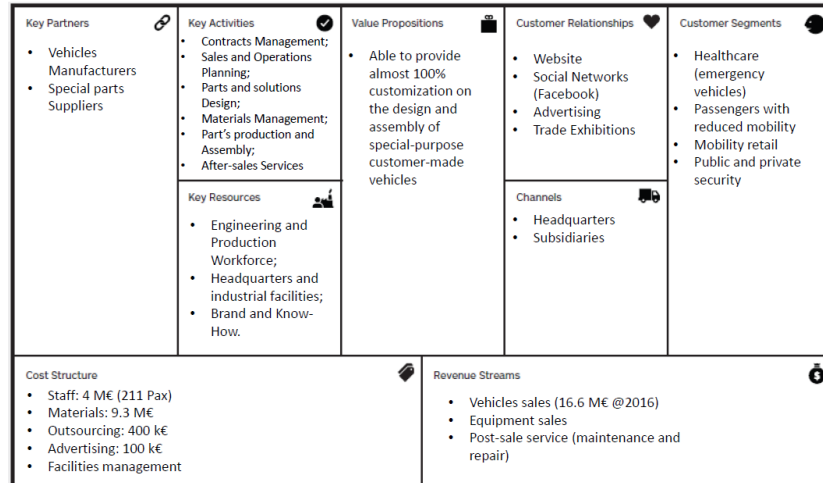 Key Partners
• Vehicles
Manufacturers
• Special parts
Suppliers
Key Activities
• Contracts Management;
• Sales and Operations
Planning;
• Parts and solutions
Design;
• Materials Management;
• Part's production and
Assembly;
• After-sales Services
Key Resources
• Engineering and
Production
Workforce;
• Headquarters and
industrial facilities;
• Brand and Know-
How.
Value Propositions
• Able to provide
almost 100%
customization on
the design and
assembly of
special-purpose
customer-made
vehicles
Customer Relationships
• Website
• Social Networks
(Facebook)
• Advertising
• Trade Exhibitions
Channels
• Headquarters
• Subsidiaries
Customer Segments
• Healthcare
(emergency
vehicles)
• Passengers with
reduced mobility
• Mobility retail
• Public and private
security
Cost Structure
• Staff: 4 M€ (211 Pax)
• Materials: 9.3 M€
• Outsourcing: 400 k€
• Advertising: 100 k€
• Facilities management
Revenue Streams
• Vehicles sales (16.6 M€ @2016)
• Equipment sales
• Post-sale service (maintenance and
repair)